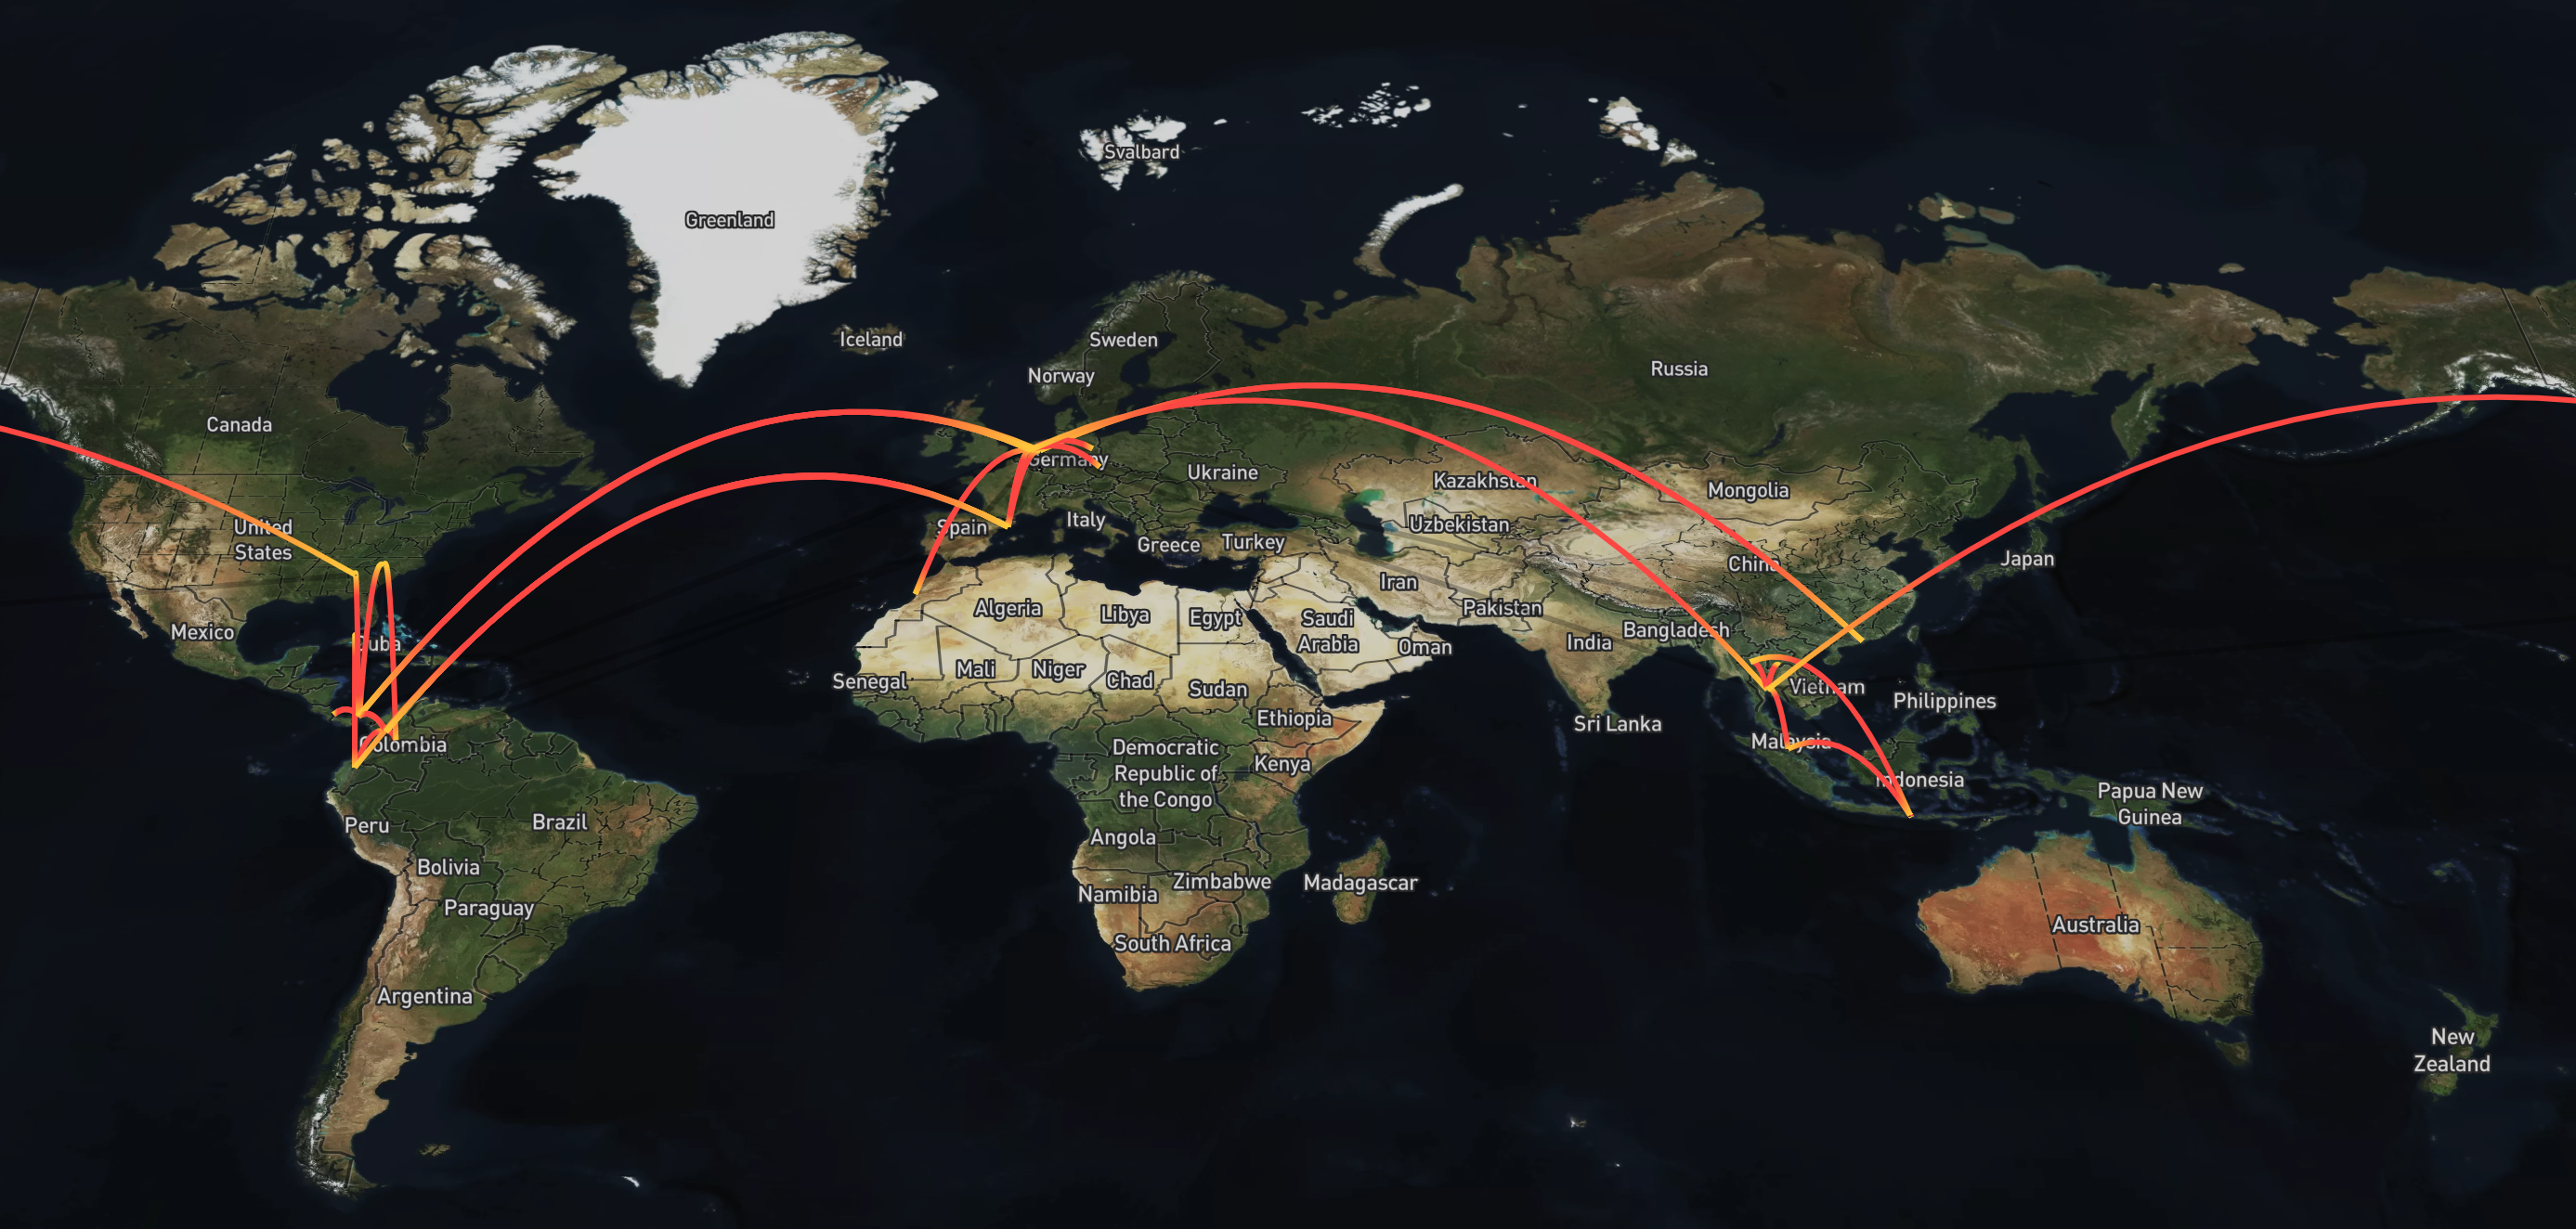 Svalbard
Greenland
Iceland
Sweden
Norway
Russia
Canada
Germany
Ukraine
Kazakhstan
Mongolia
United
States
Spain
Italy
Uzbekistan
Greece
Turkey
China
Japan
Iran
Algeria
Libya
Egypt
Saudi
Arabia
Pakistan
Mexico
Cuba
Bangladesh
India
Oman
Mali
Niger
Chad
Senegal
Sudan
Vietnam
Philippines
Ethiopia
Sri Lanka
Colombia
Democratic
Republic of
the Congo
Kenya
Malaysia
Indonesia
Papua New
Guinea
Peru
Brazil
Angola
Bolivia
Namibia
Zimbabwe
Madagascar
Paraguay
Australia
South Africa
Argentina
New
Zealand